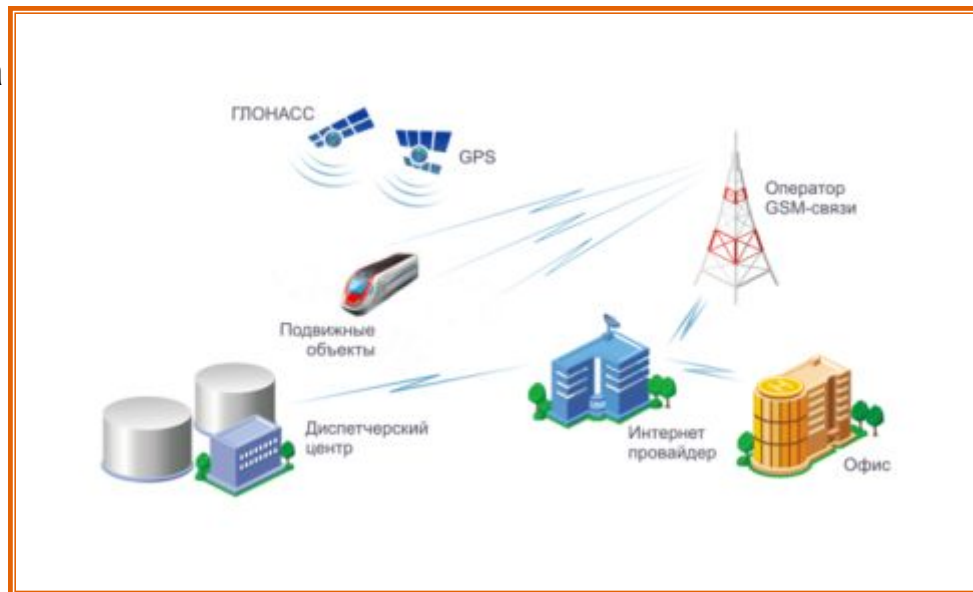 ГЛОНАСС
GPS
Оператор
GSM-связи
Подвижные
объекты
Диспетчерский
центр
Интернет
провайдер
Офис